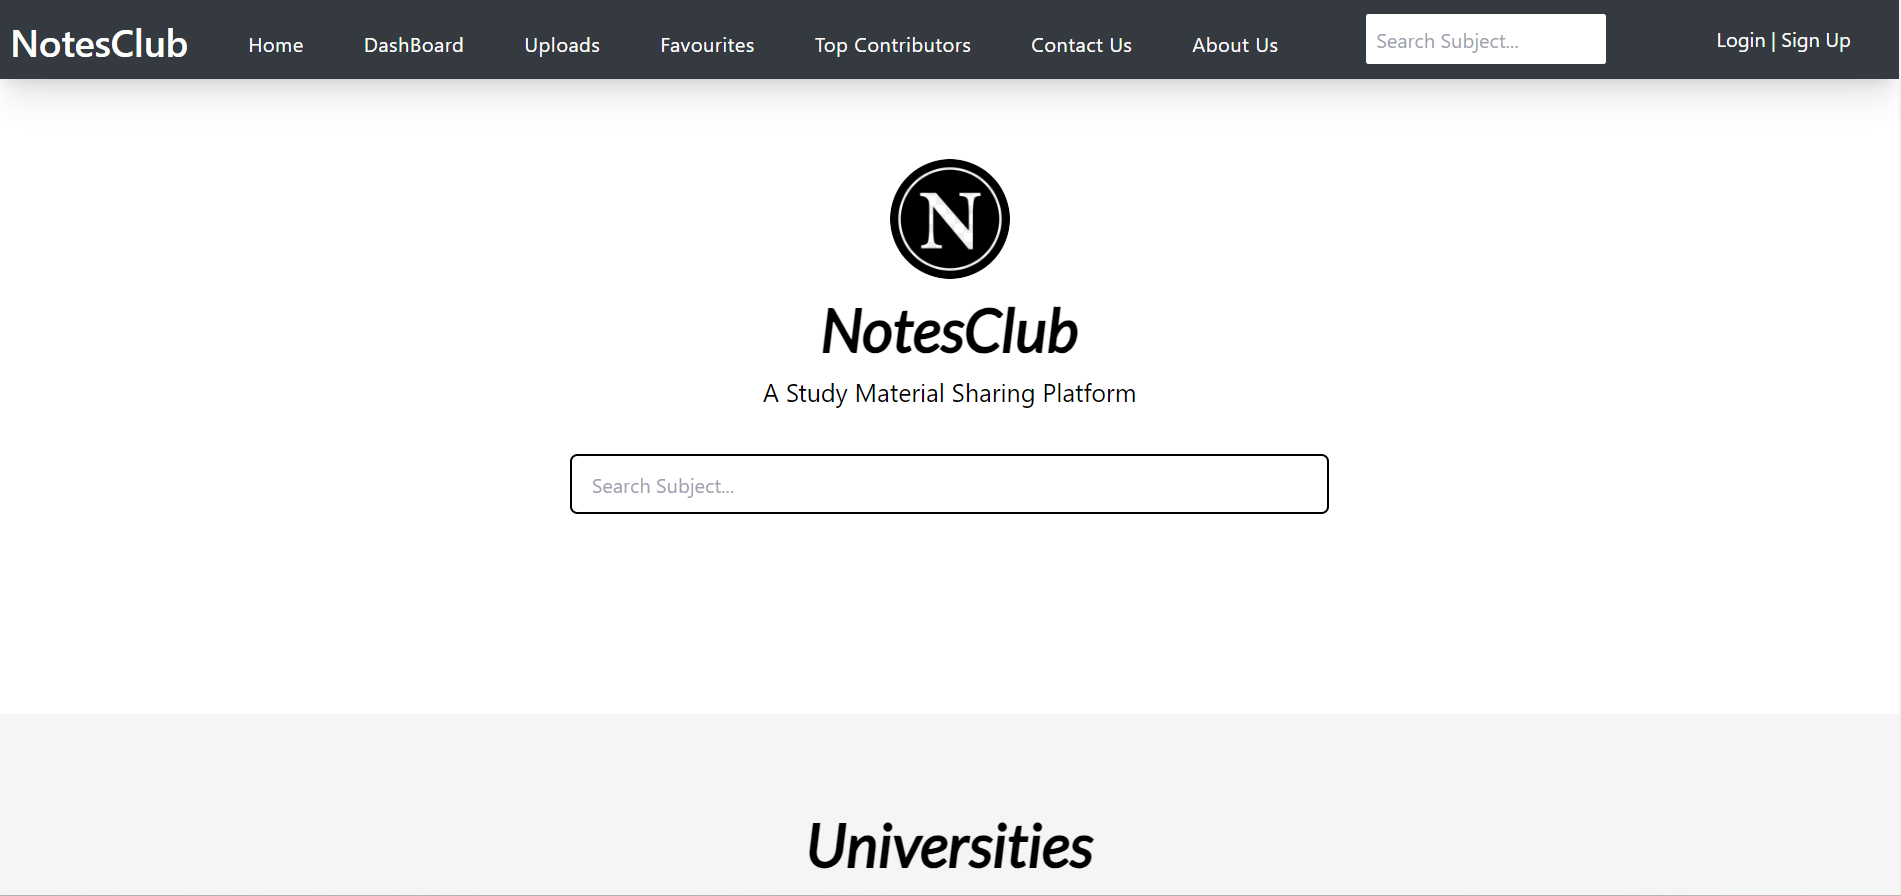 NotesClub Home DashBoard Uploads Favourites Top Contributors Contact Us About Us Search Subject... Login | Sign Up
N
NotesClub
A Study Material Sharing Platform
Search Subject...
Universities